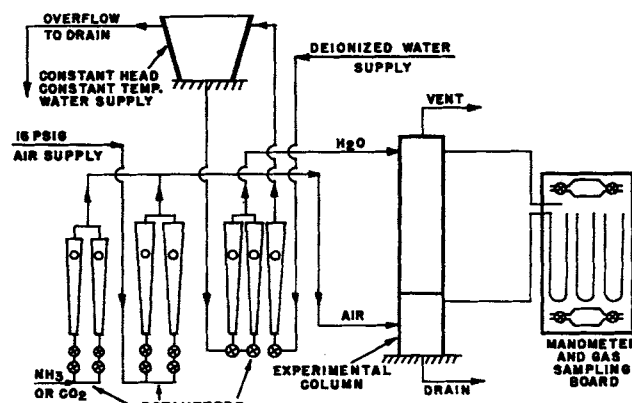 OVERFLOW
TO DRAIN
CONSTANT HEAD
CONSTANT TEMP.
WATER SUPPLY
DEIONIZED WATER
SUPPLY
VENT
15 PSIG
AIR SUPPLY
H2O
AIR
NH3
OR CO2
EXPERIMENTAL
COLUMN
DRAIN
MANOMETER
AND GAS
SAMPLING
BOARD